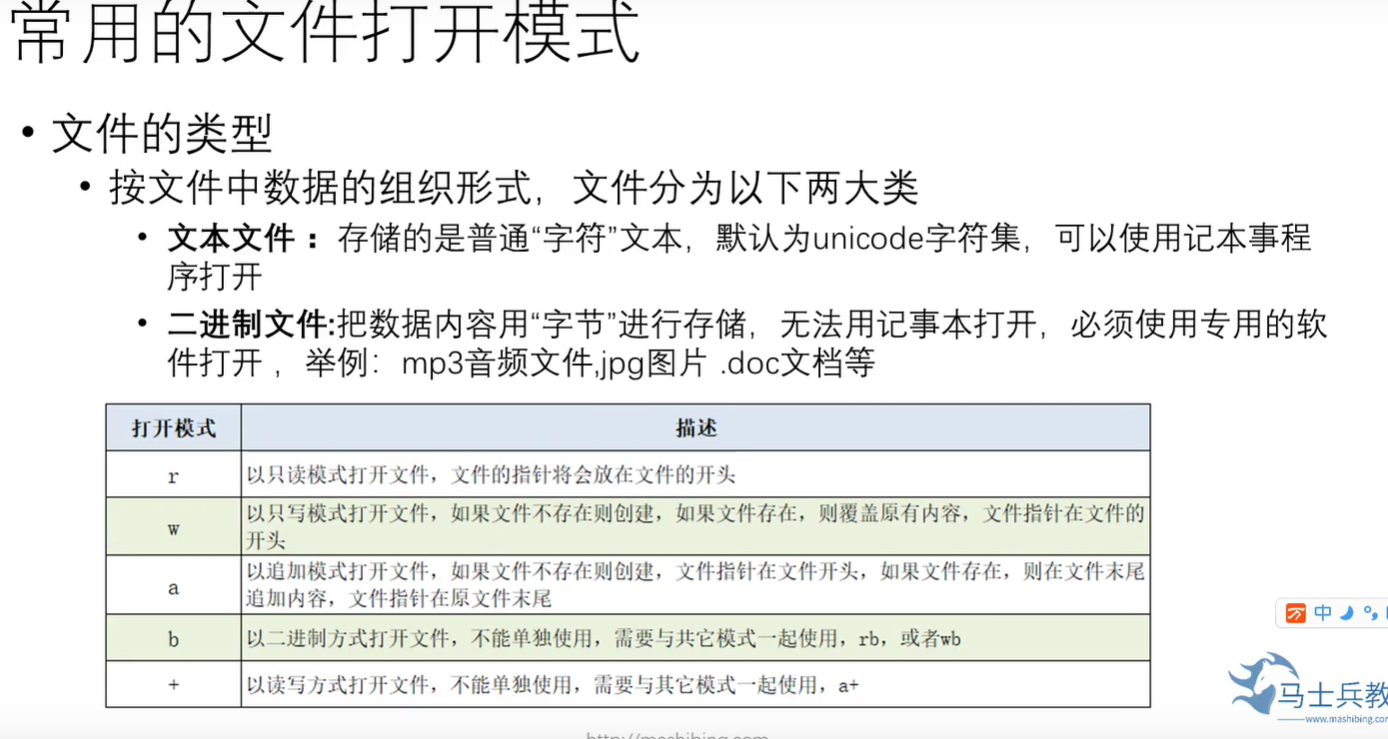 常用的文件打开模式
• 文件的类型
• 按文件中数据的组织形式，文件分为以下两大类
• 文本文件 ：存储的是普通“字符”文本，默认为unicode字符集，可以使用记本事程
序打开
• 二进制文件:把数据内容用“字节”进行存储，无法用记事本打开，必须使用专用的软
件打开 ，举例：mp3音频文件,jpg图片 .doc文档等
打开模式 描述
r 以只读模式打开文件，文件的指针将会放在文件的开头
w 以只写模式打开文件，如果文件不存在则创建，如果文件存在，则覆盖原有内容，文件指针在文件的
开头
a 以追加模式打开文件，如果文件不存在则创建，文件指针在文件开头，如果文件存在，则在文件末尾
追加内容，文件指针在原文件末尾
b 以二进制方式打开文件，不能单独使用，需要与共它模式一起使用，rb，或者wb
+ 以读写方式打开文件，不能单独使用，需要与其它模式一起使用，a+
中
马士兵教
www.mashibing.com
http://mashibing.com